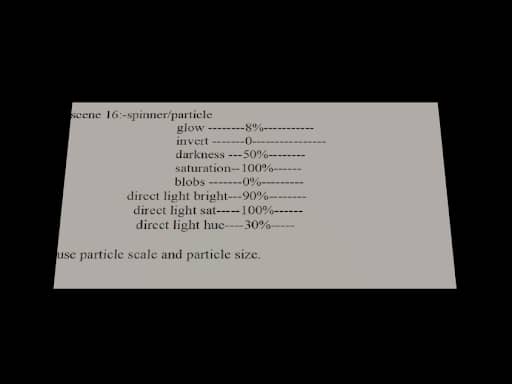 scene 16:-spinner/particle
glow --------8%-----------
invert -------0----------------
darkness ---50%--------
saturation--100%------
blobs -------0%---------
direct light bright---90%--------
direct light sat-----100%------
direct light hue----30%-----
use particle scale and particle size.